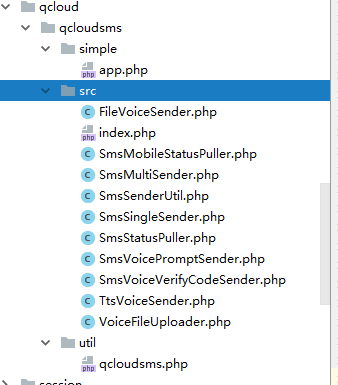 qcloud
qcloudsms
simple
php app.php
src
C FileVoiceSender.php
php index.php
C SmsMobileStatusPuller.php
C SmsMultiSender.php
C SmsSenderUtil.php
C SmsSingleSender.php
C SmsStatusPuller.php
C SmsVoicePromptSender.php
C SmsVoiceVerifyCodeSender.php
C TtsVoiceSender.php
C VoiceFileUploader.php
util
php qcloudsms.php